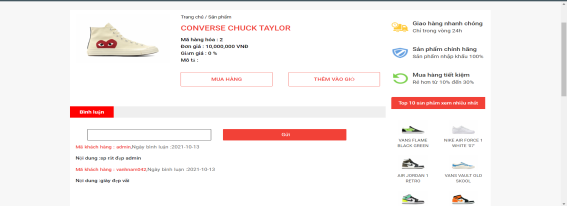 Trang chủ / Sản phẩm
CONVERSE CHUCK TAYLOR
Mã hàng hóa : 2
Đơn giá : 10,000,000 VNĐ
Giảm giá : 0 %
Mô tả :
MUA HÀNG
THÊM VÀO GIỎ
Giao hàng nhanh chóng
Chỉ trong vòng 24h
Sản phẩm chính hãng
Sản phẩm nhập khẩu 100%
Mua hàng tiết kiệm
Rẻ hơn từ 10% đến 30%
Bình luận
Gửi
Mã khách hàng : admin,Ngày bình luận :2021-10-13
Nội dung :sp rất đẹp admin
Mã khách hàng :
Ngày bình luận :2021-10-13
Nội dung :giày đẹp vãi
Top 10 sản phẩm xem nhiều nhất
VANS FLAME
BLACK GREEN
NIKE AIR FORCE 1
WHITE '07'
AIR JORDAN 1
RETRO
VANS VAULT OLD
SKOOL